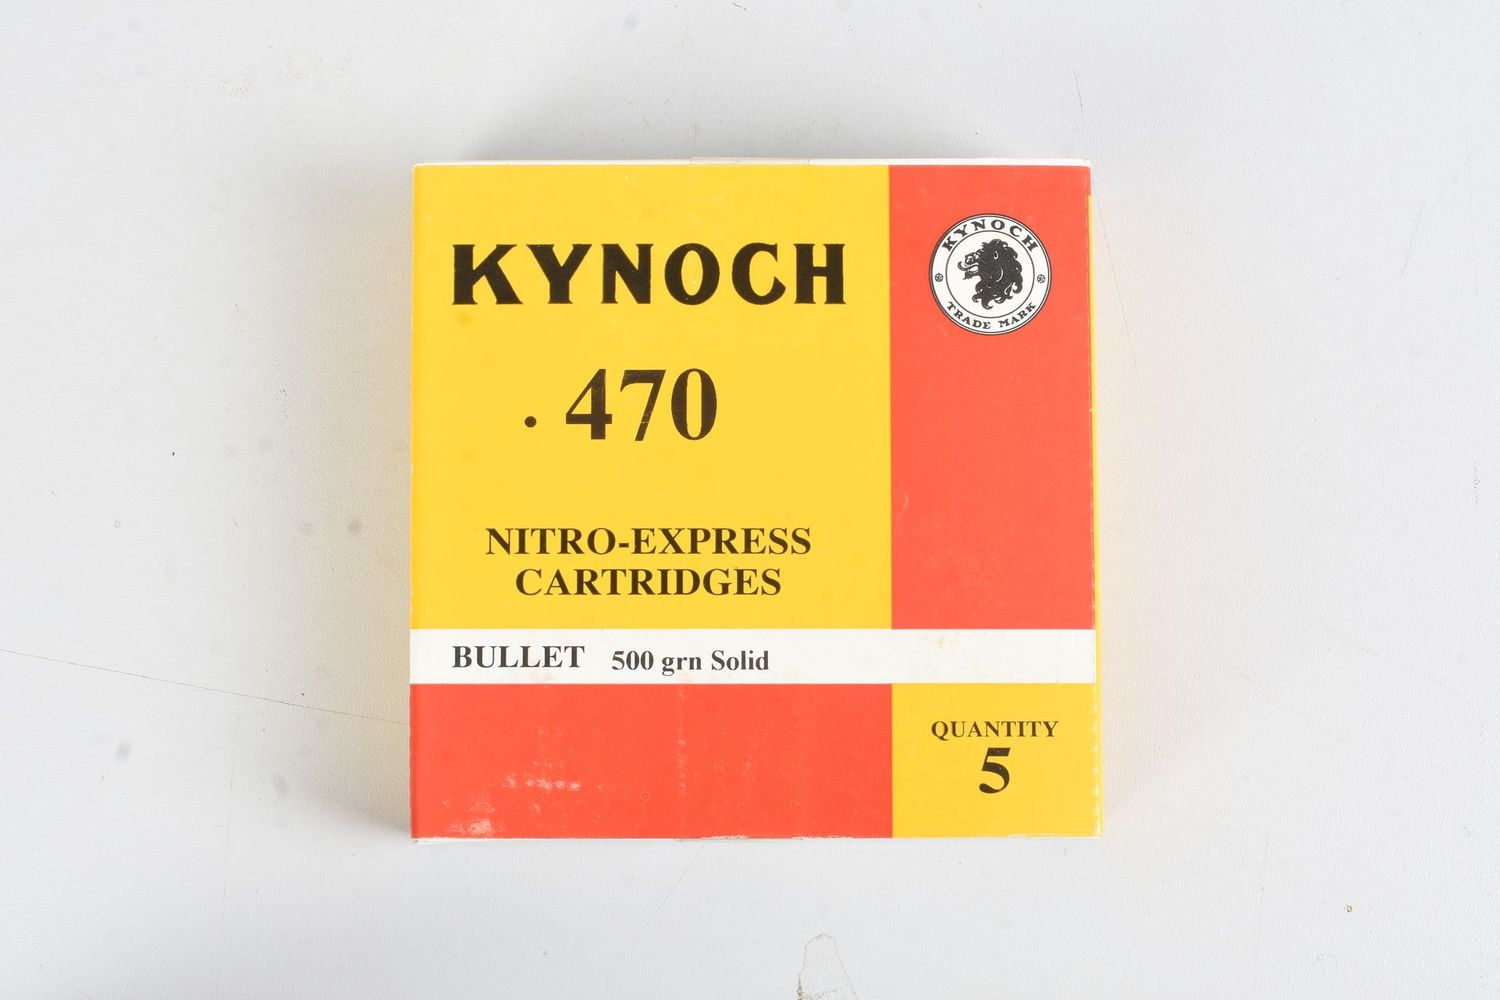 KYNOCH
KYNOCH
TRADE MARK
. 470
NITRO-EXPRESS
CARTRIDGES
BULLET 500 grn Solid
QUANTITY
5